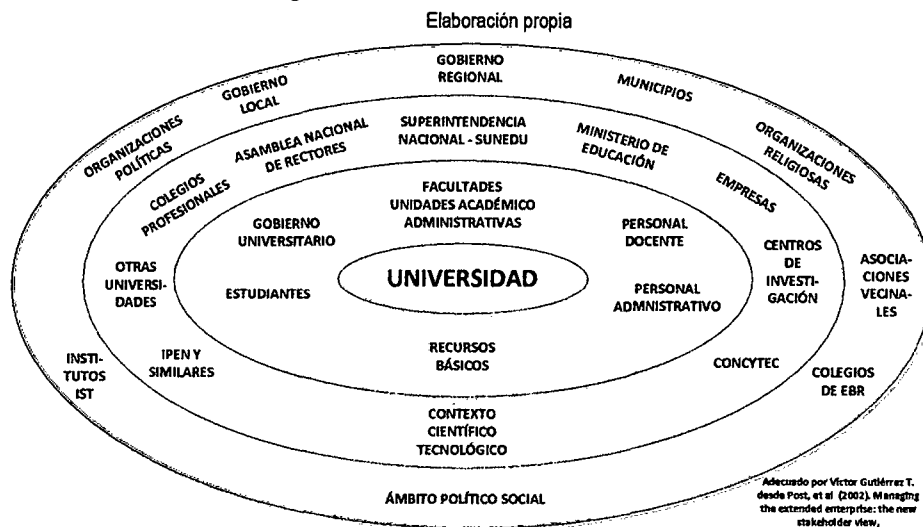 Elaboración propia
GOBIERNO
REGIONAL
GOBIERNO
LOCAL
MUNICIPIOS
ORGANIZACIONES
POLÍTICAS
ORGANIZACIONES
RELIGIOSAS
SUPERINTENDENCIA
NACIONAL - SUNEDU
ASAMBLEA NACIONAL
DE RECTORES
MINISTERIO DE
EDUCACIÓN
COLEGIOS
PROFESIONALES
EMPRESAS
FACULTADES
UNIDADES ACADÉMICO
ADMINISTRATIVAS
GOBIERNO
UNIVERSITARIO
PERSONAL
DOCENTE
OTRAS
UNIVERSI-
DADES
ESTUDIANTES
UNIVERSIDAD
PERSONAL
ADMNISTRATIVO
CENTROS
DE
INVESTI-
GACIÓN
ASOCIA-
CIONES
VECINA-
LES
INSTI-
TUTOS
IST
IPEN Y
SIMILARES
RECURSOS
BÁSICOS
CONCYTEC
COLEGIOS
DE EBR
CONTEXTO
CIENTÍFICO
TECNOLÓGICO
ÁMBITO POLÍTICO SOCIAL
Adecuado por Víctor Gutiérrez T.
desde Post, et al (2002). Managing
the extended enterprise: the new
stakeholder view,